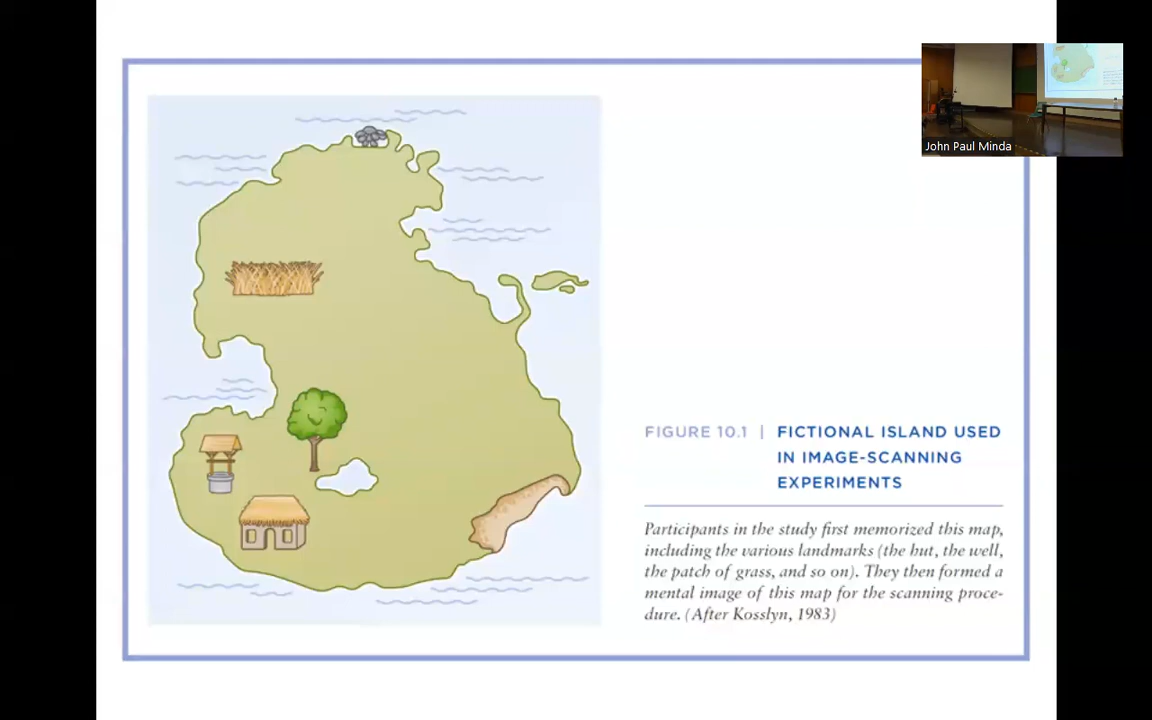 John Paul Minda
FIGURE 10.1 | FICTIONAL ISLAND USED
IN IMAGE-SCANNING
EXPERIMENTS
Participants in the study first memorized this map,
including the various landmarks (the hut, the well,
the patch of grass, and so on). They then formed a
mental image of this map for the scanning proce-
dure. (After Kosslyn, 1983)